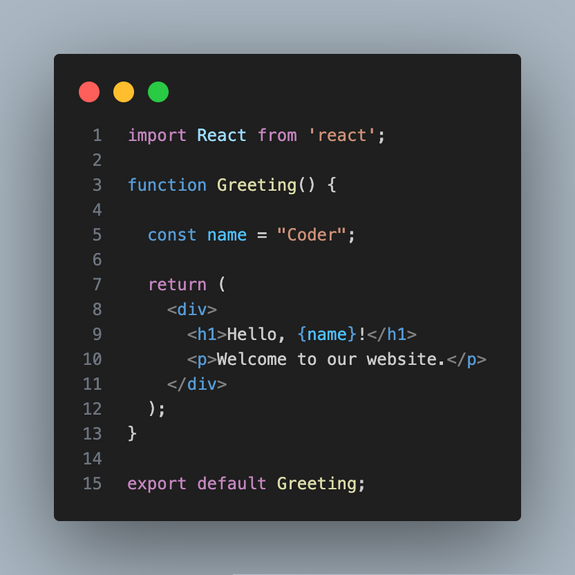 1 import React from 'react';
2
3 function Greeting() {
4
5   const name = "Coder";
6
7   return (
8     <div>
9       <h1>Hello, {name}!</h1>
10       <p>Welcome to our website.</p>
11     </div>
12   );
13 }
14
15 export default Greeting;